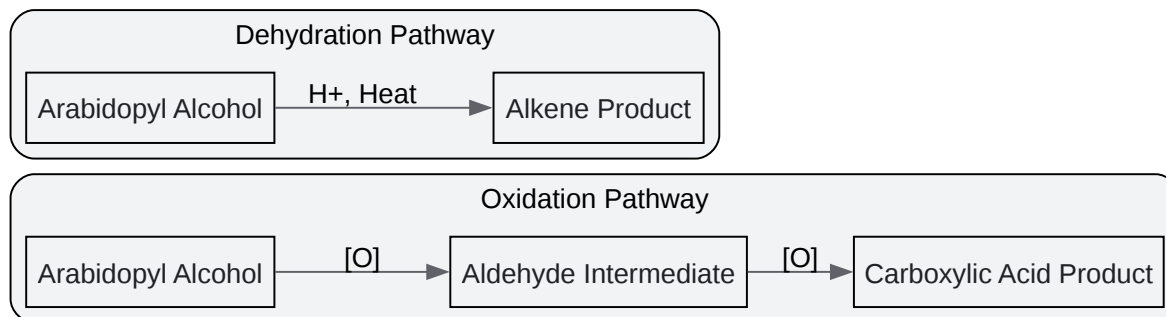 Dehydration Pathway
Arabidopyl Alcohol
H+, Heat
Alkene Product
Oxidation Pathway
Arabidopyl Alcohol
[O]
Aldehyde Intermediate
[O]
Carboxylic Acid Product